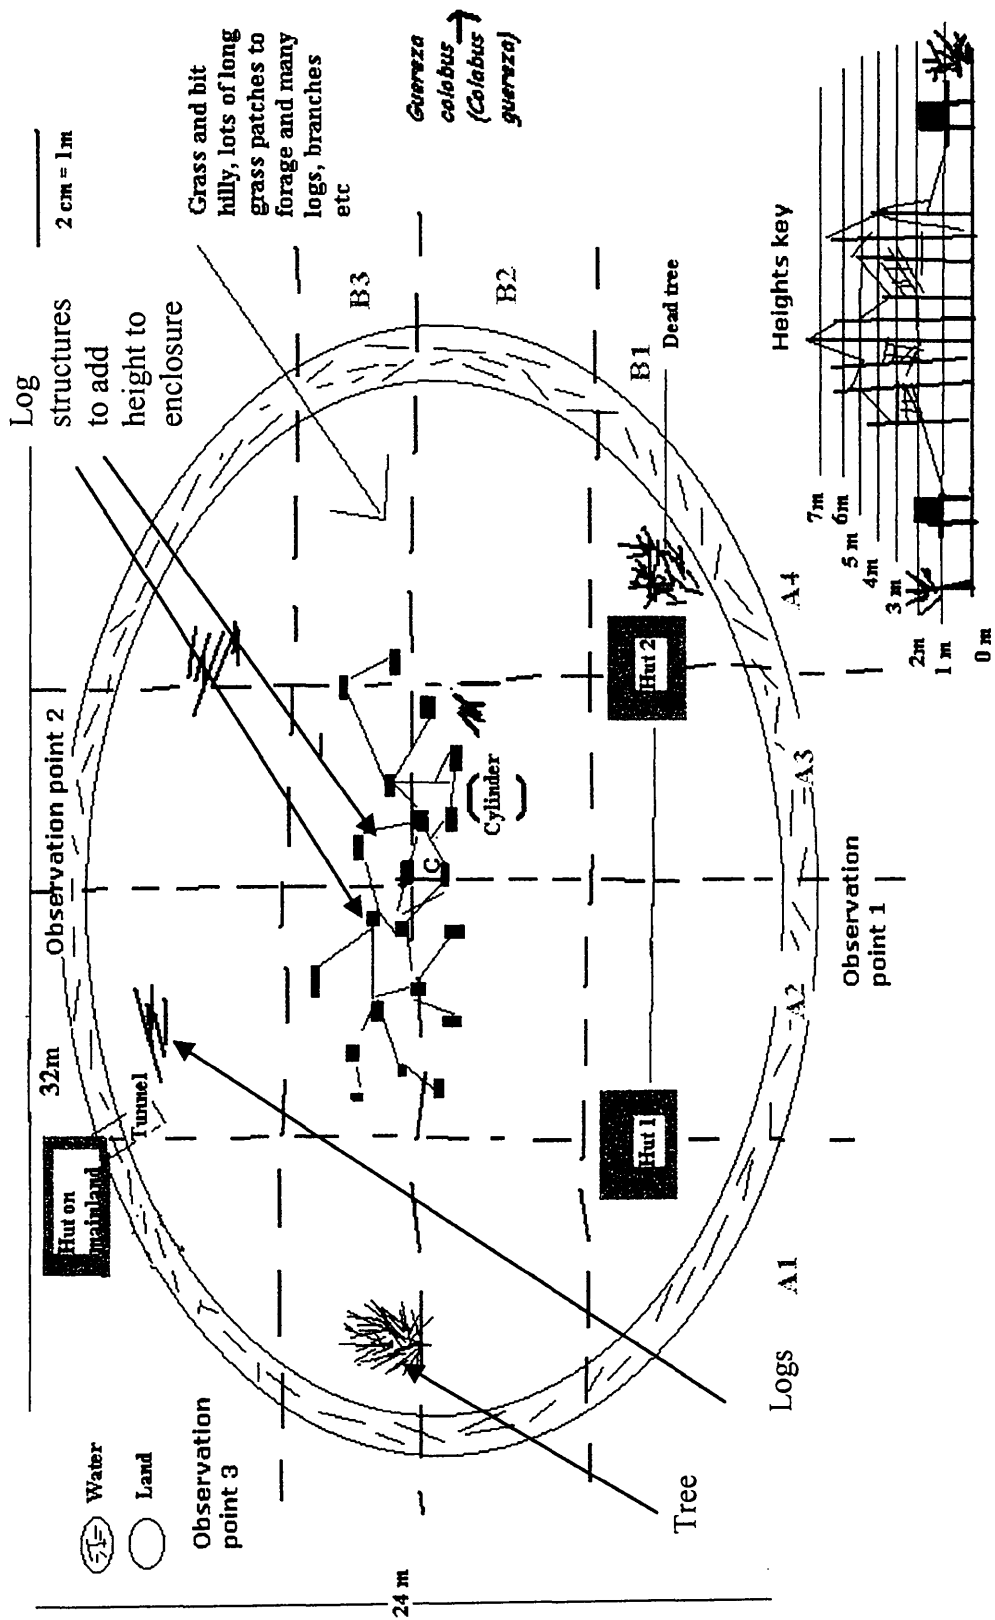 Water
Land
Observation
point 3
24 m
Hut on
mainland
Tunnel
32m
Observation point 2
Log
structures
to add
height to
enclosure
2 cm = 1m
Grass and bit
hilly, lots of long
grass patches to
forage and many
logs, branches
etc
Guereza
colobus
(Colobus
guereza)
B3
B2
B1
Dead tree
C
Cylinder
Hut 1
Hut 2
Tree
Logs
A1
A2
A3
A4
Observation
point 1
Heights key
7m
6m
5 m
4m
3 m
2m
1 m
0 m